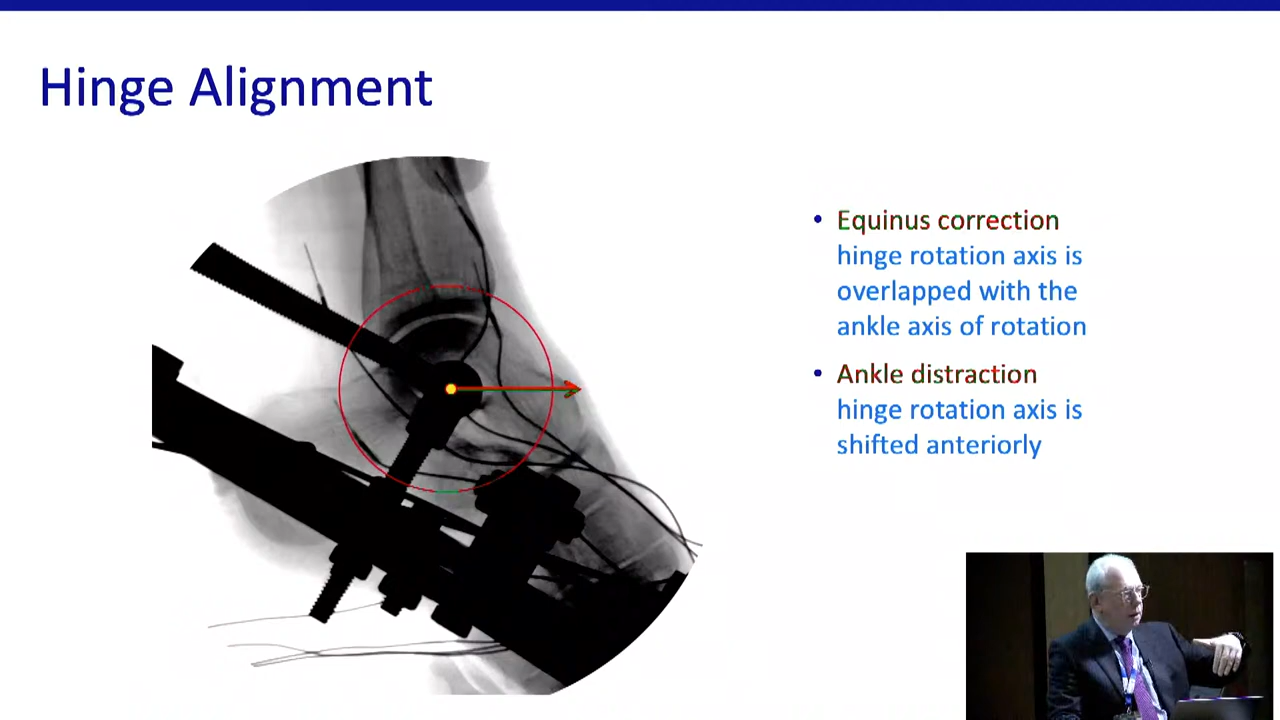 Hinge Alignment
• Equinus correction
hinge rotation axis is
overlapped with the
ankle axis of rotation
• Ankle distraction
hinge rotation axis is
shifted anteriorly